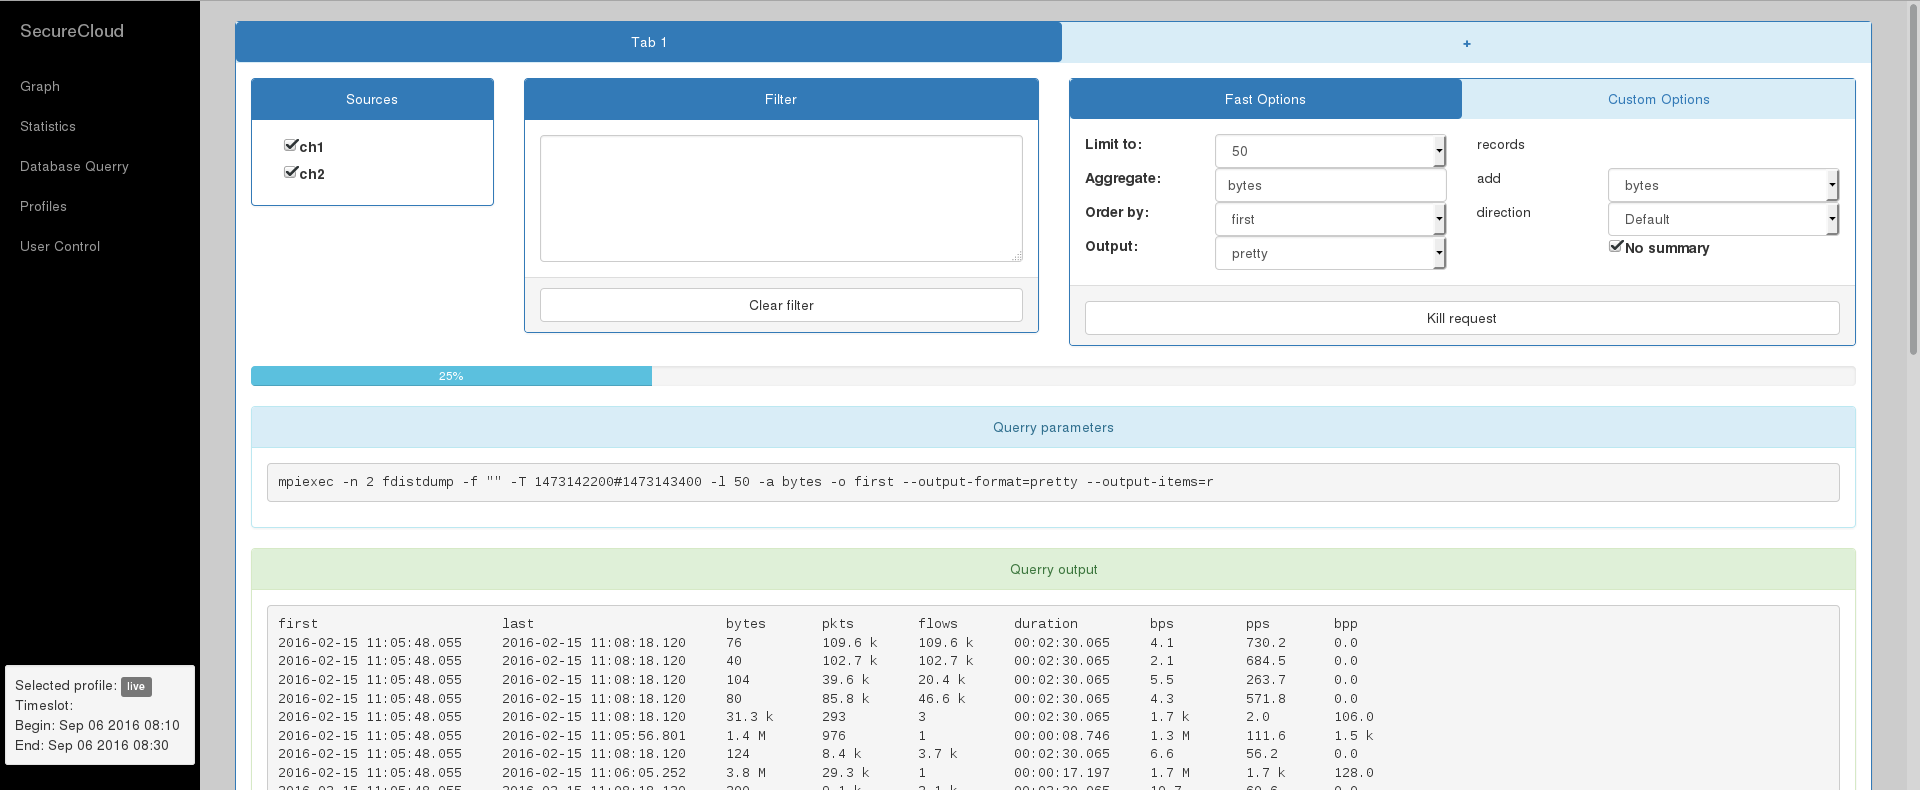 SecureCloud
Graph
Statistics
Database Querry
Profiles
User Control
Selected profile: live
Timeslot:
Begin: Sep 06 2016 08:10
End: Sep 06 2016 08:30
Tab 1
+
Sources
ch1
ch2
Filter
Clear filter
Fast Options
Custom Options
Limit to: 50 records
Aggregate: bytes add bytes
Order by: first direction Default
Output: pretty No summary
Kill request
25%
Querry parameters
mpiexec -n 2 fdistdump -f "" -T 1473142200#1473143400 -l 50 -a bytes -o first --output-format=pretty --output-items=r
Querry output
first last bytes pkts flows duration bps pps bpp
2016-02-15 11:05:48.055 2016-02-15 11:08:18.120 76 109.6 k 109.6 k 00:02:30.065 4.1 730.2 0.0
2016-02-15 11:05:48.055 2016-02-15 11:08:18.120 40 102.7 k 102.7 k 00:02:30.065 2.1 684.5 0.0
2016-02-15 11:05:48.055 2016-02-15 11:08:18.120 104 39.6 k 20.4 k 00:02:30.065 5.5 263.7 0.0
2016-02-15 11:05:48.055 2016-02-15 11:08:18.120 80 85.8 k 46.6 k 00:02:30.065 4.3 571.8 0.0
2016-02-15 11:05:48.055 2016-02-15 11:08:18.120 31.3 k 293 3 00:02:30.065 1.7 k 2.0 106.0
2016-02-15 11:05:48.055 2016-02-15 11:05:56.801 1.4 M 976 1 00:00:08.746 1.3 M 111.6 1.5 k
2016-02-15 11:05:48.055 2016-02-15 11:08:18.120 124 8.4 k 3.7 k 00:02:30.065 6.6 56.2 0.0
2016-02-15 11:05:48.055 2016-02-15 11:06:05.252 3.8 M 29.3 k 1 00:00:17.197 1.7 M 1.7 k 128.0